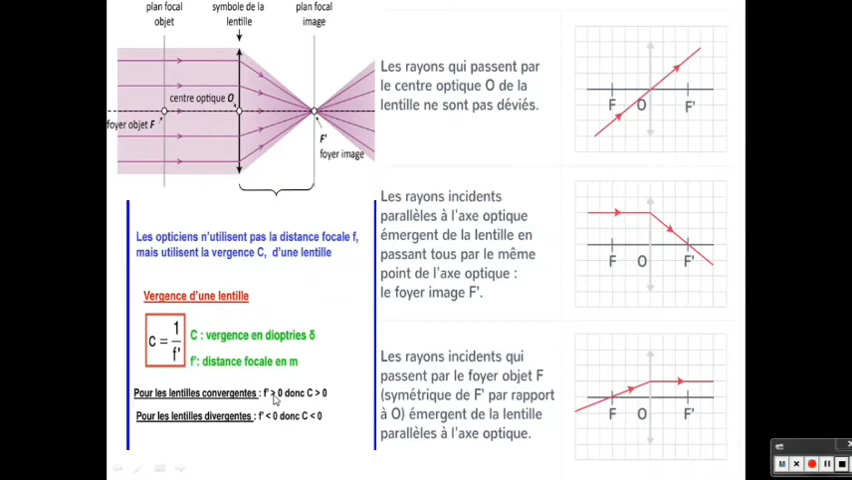 plan focal
objet
symbole de la
lentille
plan focal
image
centre optique O
foyer objet F
F'
foyer image
Les opticiens n'utilisent pas la distance focale f,
mais utilisent la vergence C, d'une lentille
Vergence d'une lentille
C = 1/f'
C : vergence en dioptries δ
f': distance focale en m
Pour les lentilles convergentes : f' > 0 donc C > 0
Pour les lentilles divergentes : f' < 0 donc C < 0
Les rayons qui passent par
le centre optique O de la
lentille ne sont pas déviés.
F O F'
Les rayons incidents
parallèles à l'axe optique
émergent de la lentille en
passant tous par le même
point de l'axe optique :
le foyer image F'.
F O F'
Les rayons incidents qui
passent par le foyer objet F
(symétrique de F' par rapport
à O) émergent de la lentille
parallèles à l'axe optique.
F O F'
M